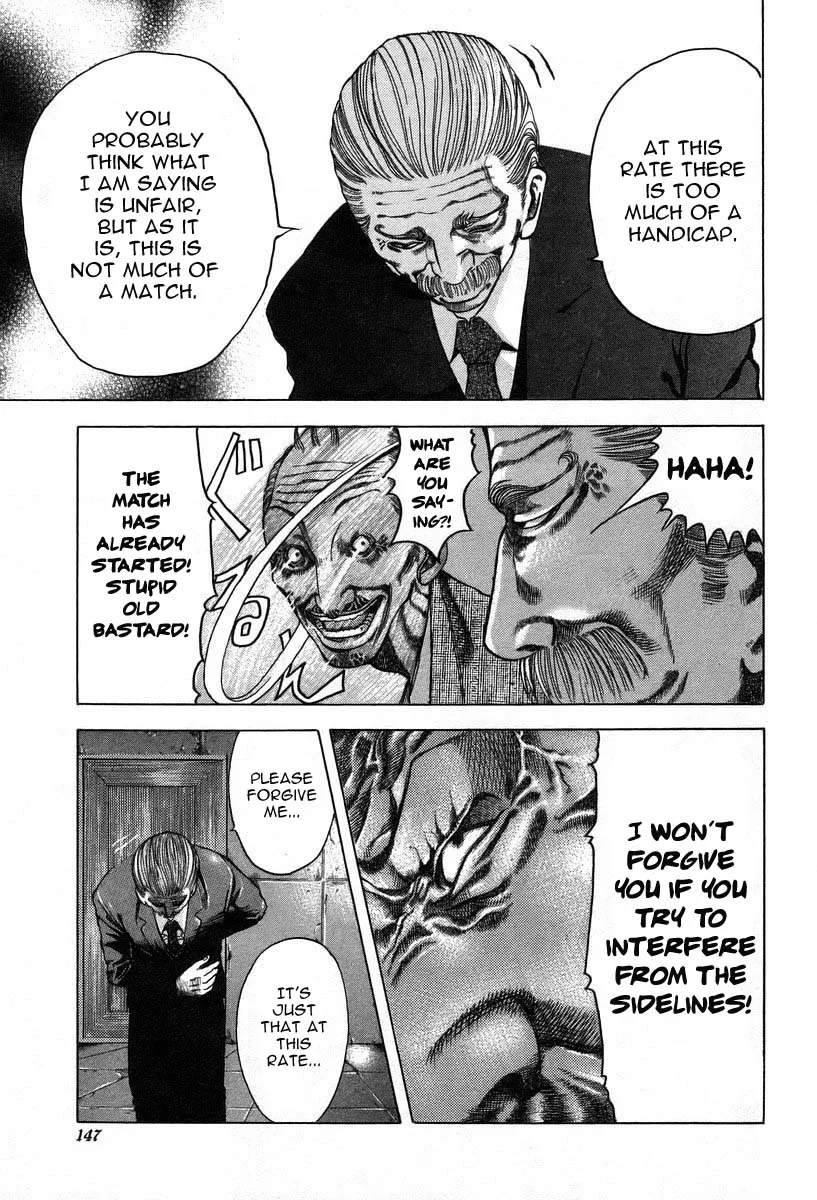 AT THIS
RATE THERE
IS TOO
MUCH OF A
HANDICAP.
YOU
PROBABLY
THINK WHAT
I AM SAYING
IS UNFAIR,
BUT AS IT
IS, THIS IS
NOT MUCH OF
A MATCH.
HAHA!
WHAT
ARE
YOU
SAY-
ING?!
THE
MATCH
HAS
ALREADY
STARTED!
STUPID
OLD
BASTARD!
I WON'T
FORGIVE
YOU IF YOU
TRY TO
INTERFERE
FROM THE
SIDELINES!
PLEASE
FORGIVE
ME...
IT'S
JUST
THAT AT
THIS
RATE...
147